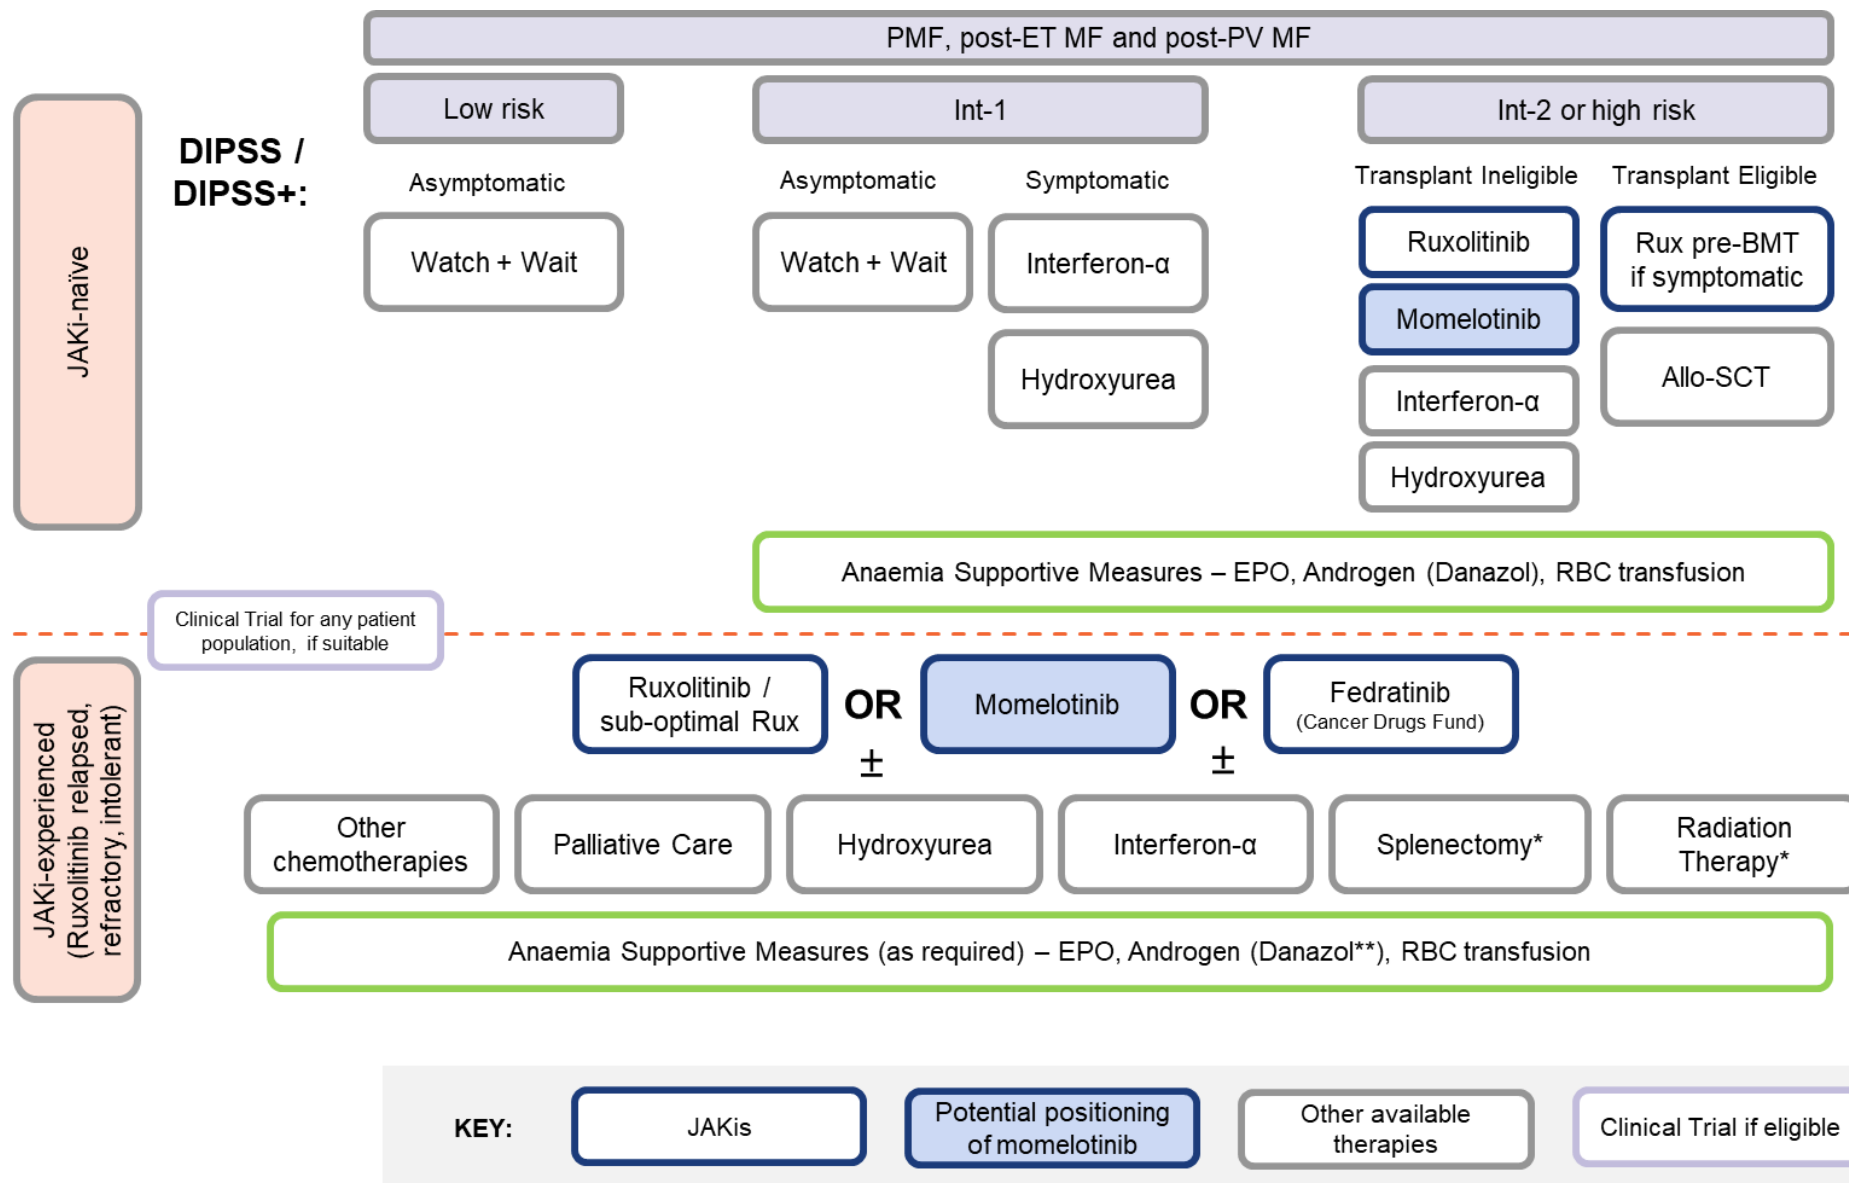 PMF, post-ET MF and post-PV MF
Low risk
Int-1
Int-2 or high risk
JAKi-naïve
DIPSS /
DIPSS+:
Asymptomatic
Asymptomatic
Symptomatic
Transplant Ineligible
Transplant Eligible
Watch + Wait
Watch + Wait
Interferon-α
Hydroxyurea
Ruxolitinib
Momelotinib
Interferon-α
Hydroxyurea
Rux pre-BMT
if symptomatic
Allo-SCT
Anaemia Supportive Measures – EPO, Androgen (Danazol), RBC transfusion
Clinical Trial for any patient
population, if suitable
JAKi-experienced
(Ruxolitinib relapsed,
refractory, intolerant)
Ruxolitinib /
sub-optimal Rux
OR
Momelotinib
OR
Fedratinib
(Cancer Drugs Fund)
±
±
Other
chemotherapies
Palliative Care
Hydroxyurea
Interferon-α
Splenectomy*
Radiation
Therapy*
Anaemia Supportive Measures (as required) – EPO, Androgen (Danazol**), RBC transfusion
KEY:
JAKis
Potential positioning
of momelotinib
Other available
therapies
Clinical Trial if eligible